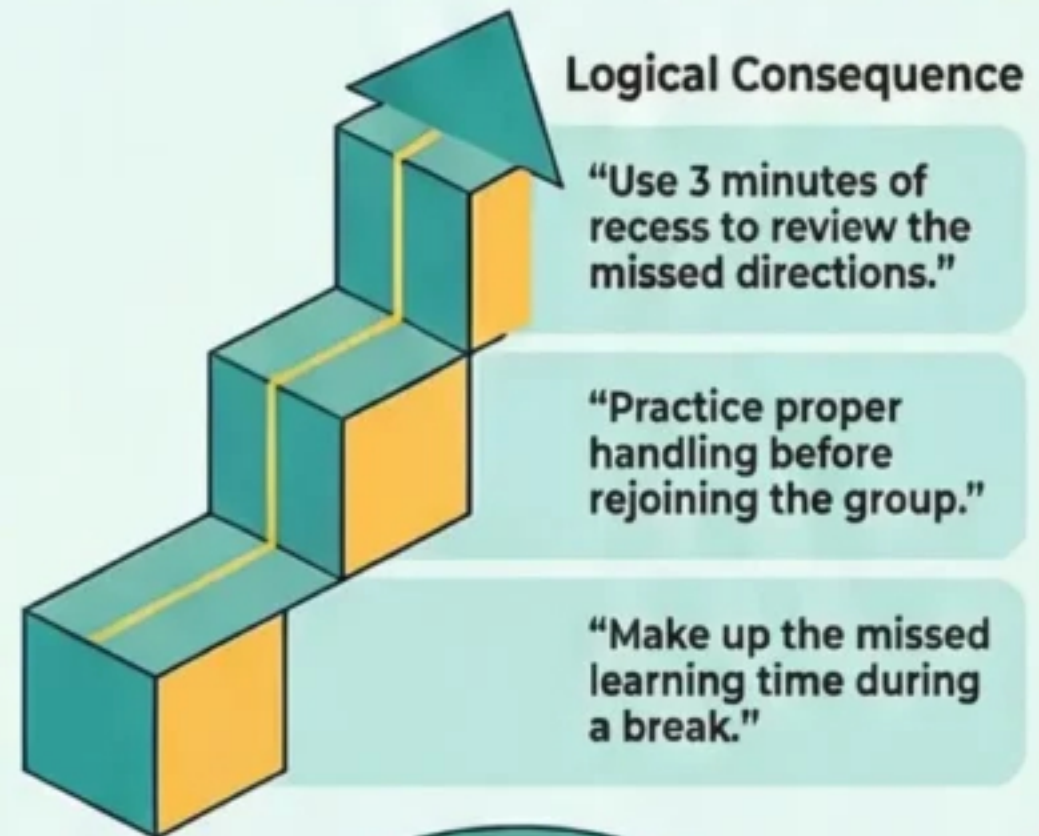 Logical Consequence
“Use 3 minutes of
recess to review the
missed directions.”
“Practice proper
handling before
rejoining the group.”
“Make up the missed
learning time during
a break.”